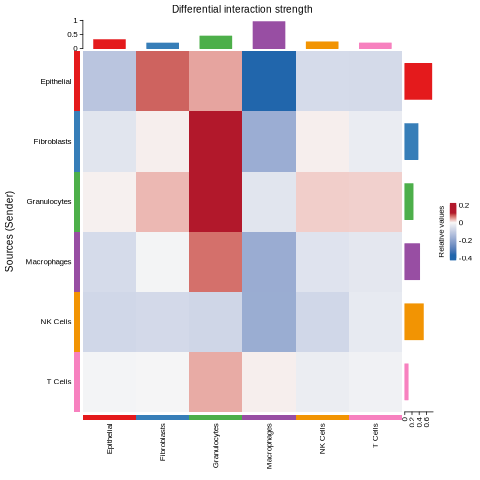 Differential interaction strength
1
0.5
0
Epithelial
Fibroblasts
Granulocytes
Macrophages
NK Cells
T Cells
Sources (Sender)
Relative values
0.2
0
-0.2
-0.4
0
0.2
0.4
0.6
Epithelial
Fibroblasts
Granulocytes
Macrophages
NK Cells
T Cells